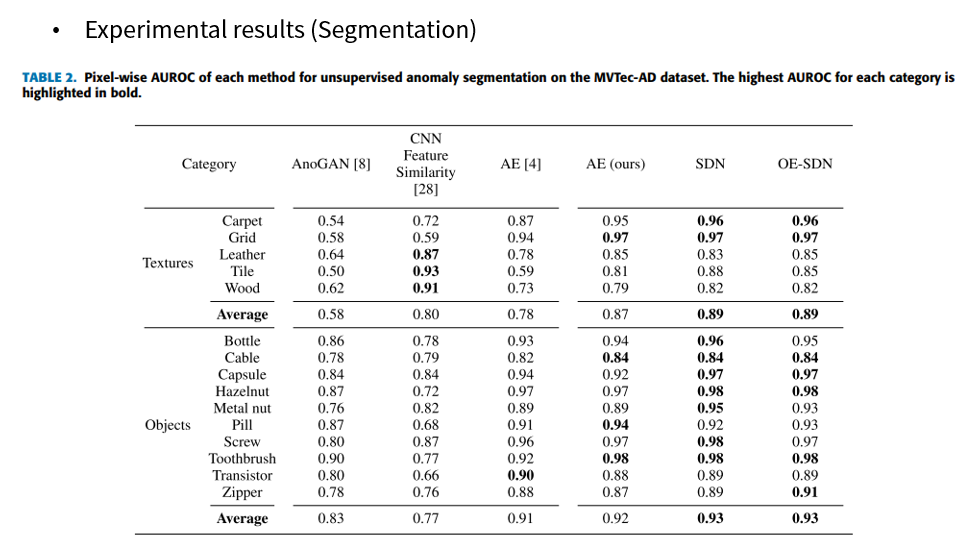 • Experimental results (Segmentation)
TABLE 2. Pixel-wise AUROC of each method for unsupervised anomaly segmentation on the MVTec-AD dataset. The highest AUROC for each category is
highlighted in bold.
Category AnoGAN [8] CNN Feature Similarity [28] AE [4] AE (ours) SDN OE-SDN
Textures
Carpet 0.54 0.72 0.87 0.95 0.96 0.96
Grid 0.58 0.59 0.94 0.97 0.97 0.97
Leather 0.64 0.87 0.78 0.85 0.83 0.85
Tile 0.50 0.93 0.59 0.81 0.88 0.85
Wood 0.62 0.91 0.73 0.79 0.82 0.82
Average 0.58 0.80 0.78 0.87 0.89 0.89
Objects
Bottle 0.86 0.78 0.93 0.94 0.96 0.95
Cable 0.78 0.79 0.82 0.84 0.84 0.84
Capsule 0.84 0.84 0.94 0.92 0.97 0.97
Hazelnut 0.87 0.72 0.97 0.97 0.98 0.98
Metal nut 0.76 0.82 0.89 0.89 0.95 0.93
Pill 0.87 0.68 0.91 0.94 0.92 0.93
Screw 0.80 0.87 0.96 0.97 0.98 0.97
Toothbrush 0.90 0.77 0.92 0.98 0.98 0.98
Transistor 0.80 0.66 0.90 0.88 0.89 0.89
Zipper 0.78 0.76 0.88 0.87 0.89 0.91
Average 0.83 0.77 0.91 0.92 0.93 0.93